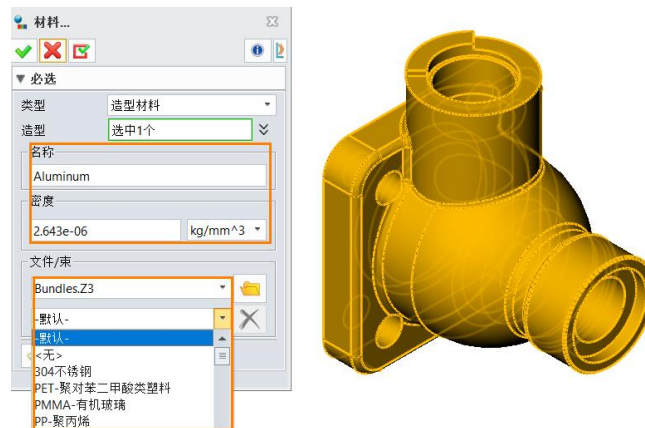 材料...
必选
类型 造型材料
造型 选中1个
名称
Aluminum
密度
2.643e-06 kg/mm^3
文件/束
Bundles.Z3
-默认-
-默认-
<无>
304不锈钢
PET-聚对苯二甲酸类塑料
PMMA-有机玻璃
PP-聚丙烯